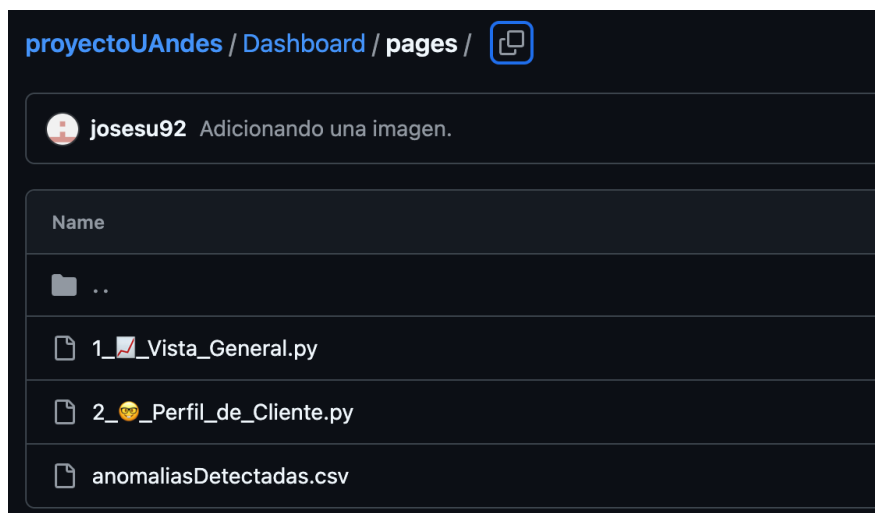 proyectoUAndes / Dashboard / pages /
josesu92 Adicionando una imagen.
Name
..
1_📈_Vista_General.py
2_🤓_Perfil_de_Cliente.py
anomaliasDetectadas.csv